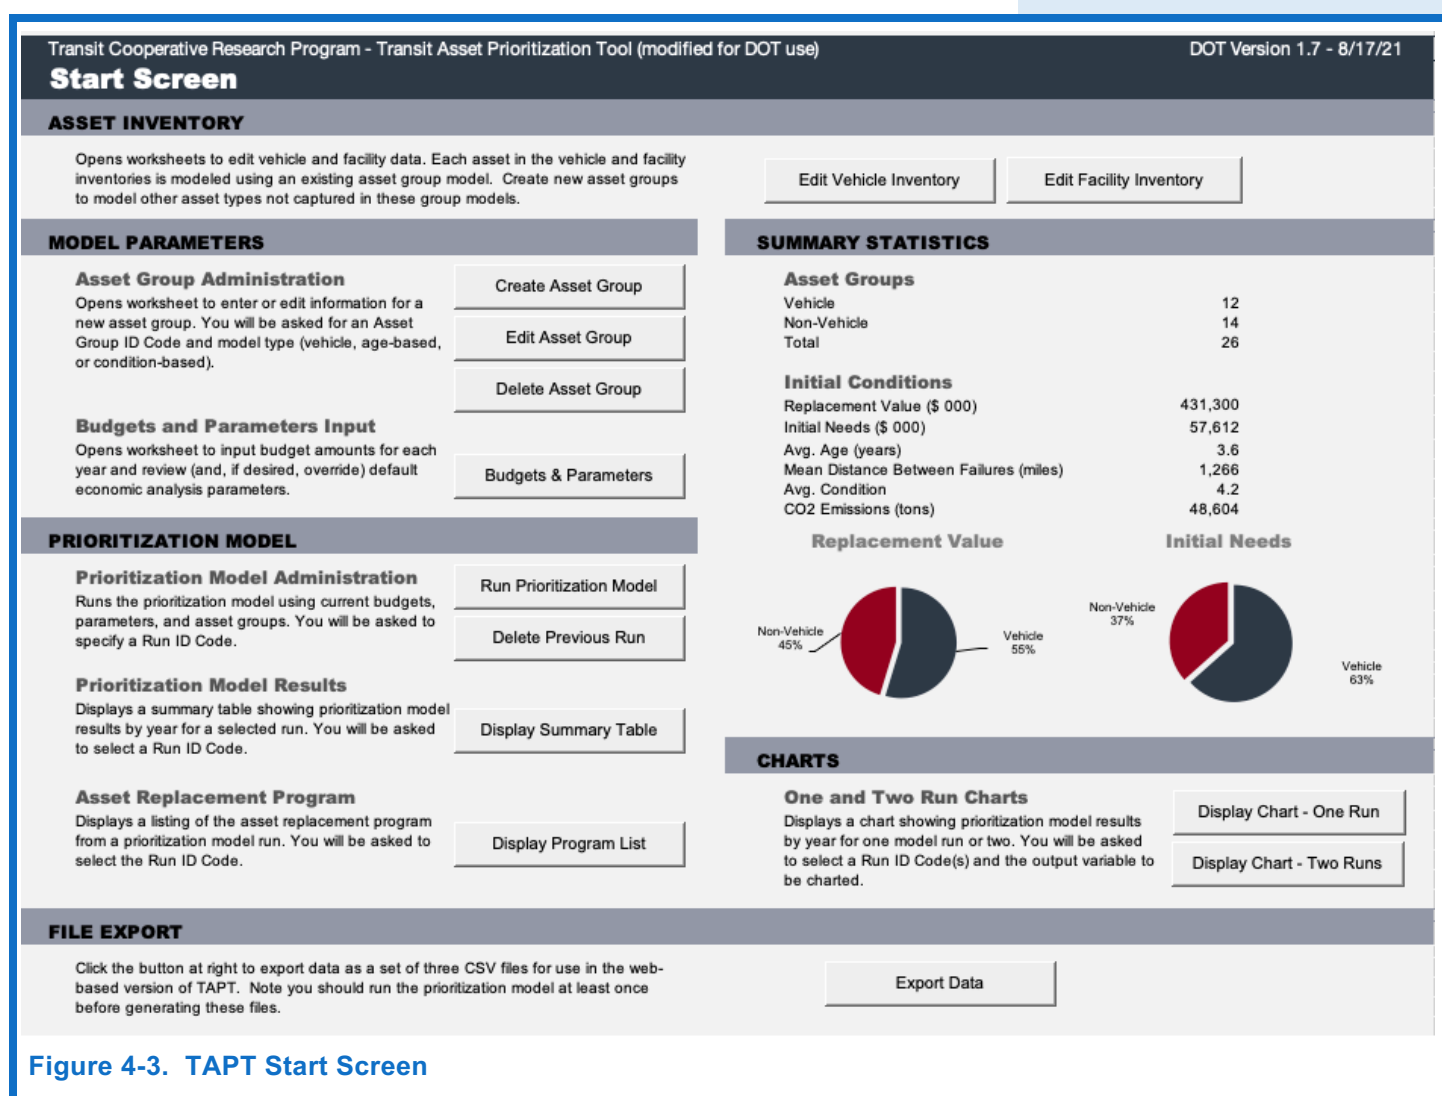 Transit Cooperative Research Program - Transit Asset Prioritization Tool (modified for DOT use)
DOT Version 1.7 - 8/17/21
Start Screen
ASSET INVENTORY
Opens worksheets to edit vehicle and facility data. Each asset in the vehicle and facility
inventories is modeled using an existing asset group model. Create new asset groups
to model other asset types not captured in these group models.
Edit Vehicle Inventory
Edit Facility Inventory
MODEL PARAMETERS
Asset Group Administration
Opens worksheet to enter or edit information for a
new asset group. You will be asked for an Asset
Group ID Code and model type (vehicle, age-based,
or condition-based).
Create Asset Group
Edit Asset Group
Delete Asset Group
Budgets and Parameters Input
Opens worksheet to input budget amounts for each
year and review (and, if desired, override) default
economic analysis parameters.
Budgets & Parameters
PRIORITIZATION MODEL
Prioritization Model Administration
Runs the prioritization model using current budgets,
parameters, and asset groups. You will be asked to
specify a Run ID Code.
Run Prioritization Model
Delete Previous Run
Prioritization Model Results
Displays a summary table showing prioritization model
results by year for a selected run. You will be asked
to select a Run ID Code.
Display Summary Table
Asset Replacement Program
Displays a listing of the asset replacement program
from a prioritization model run. You will be asked to
select the Run ID Code.
Display Program List
SUMMARY STATISTICS
Asset Groups
Vehicle 12
Non-Vehicle 14
Total 26
Initial Conditions
Replacement Value ($ 000) 431,300
Initial Needs ($ 000) 57,612
Avg. Age (years) 3.6
Mean Distance Between Failures (miles) 1,266
Avg. Condition 4.2
CO2 Emissions (tons) 48,604
Replacement Value
Non-Vehicle
45%
Vehicle
55%
Initial Needs
Non-Vehicle
37%
Vehicle
63%
CHARTS
One and Two Run Charts
Displays a chart showing prioritization model results
by year for one model run or two. You will be asked
to select a Run ID Code(s) and the output variable to
be charted.
Display Chart - One Run
Display Chart - Two Runs
FILE EXPORT
Click the button at right to export data as a set of three CSV files for use in the web-
based version of TAPT. Note you should run the prioritization model at least once
before generating these files.
Export Data
Figure 4-3. TAPT Start Screen